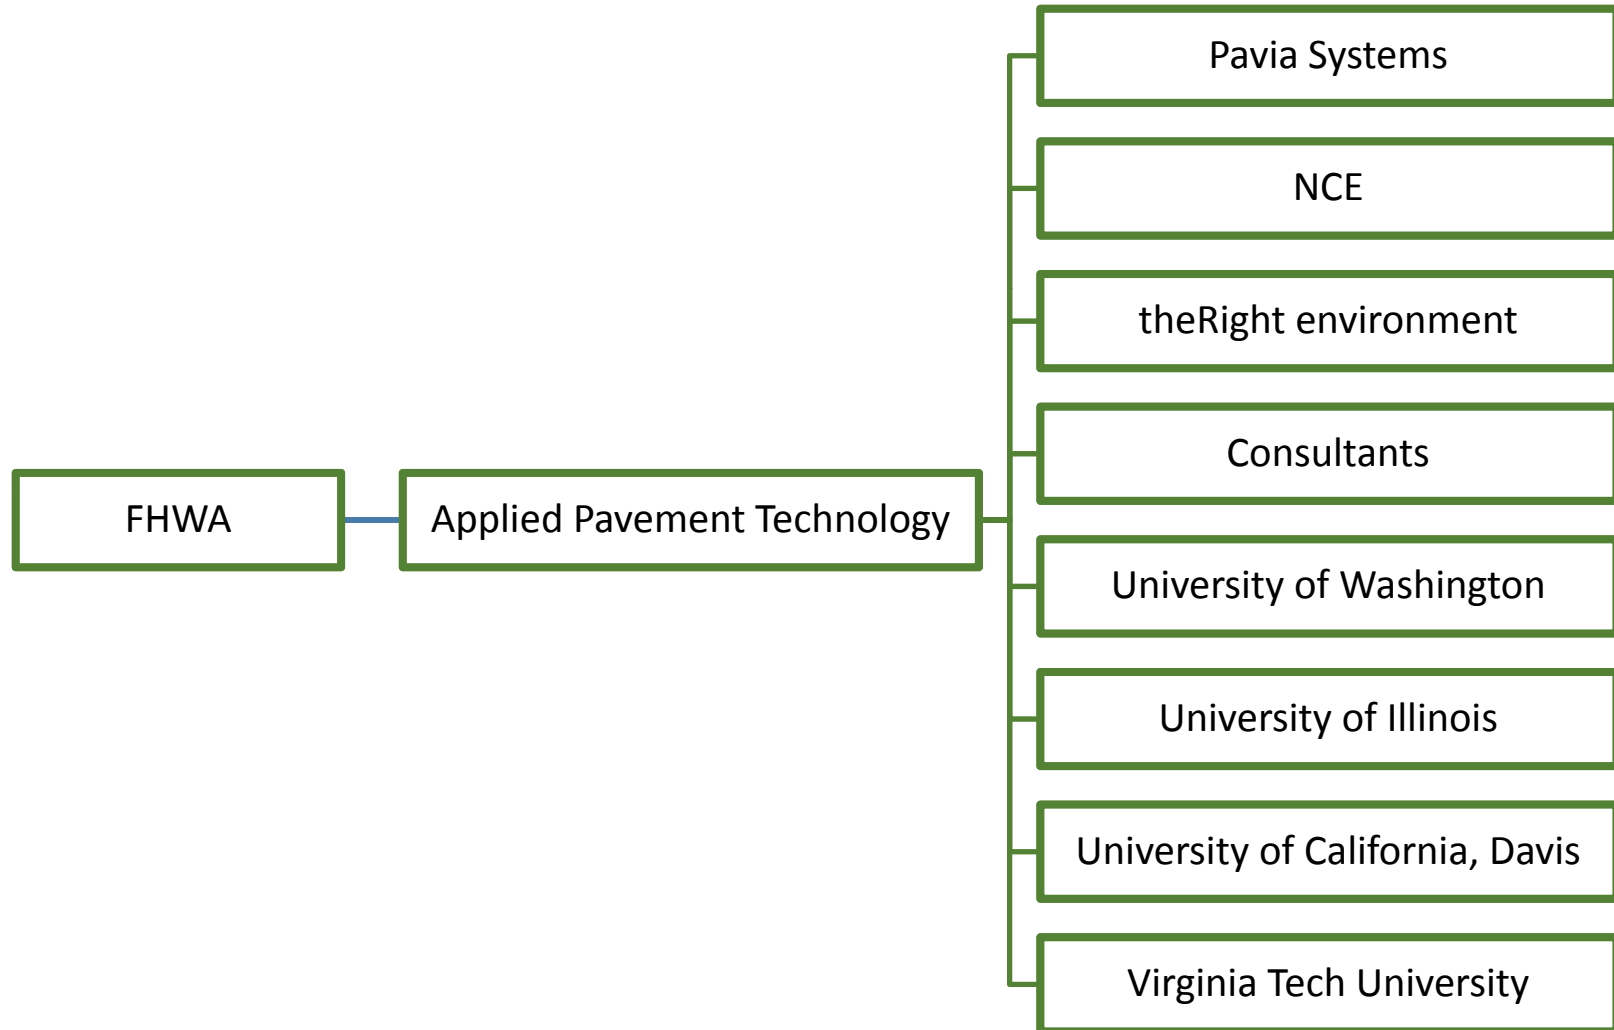 Pavia Systems
NCE
theRight environment
Consultants
FHWA
Applied Pavement Technology
University of Washington
University of Illinois
University of California, Davis
Virginia Tech University